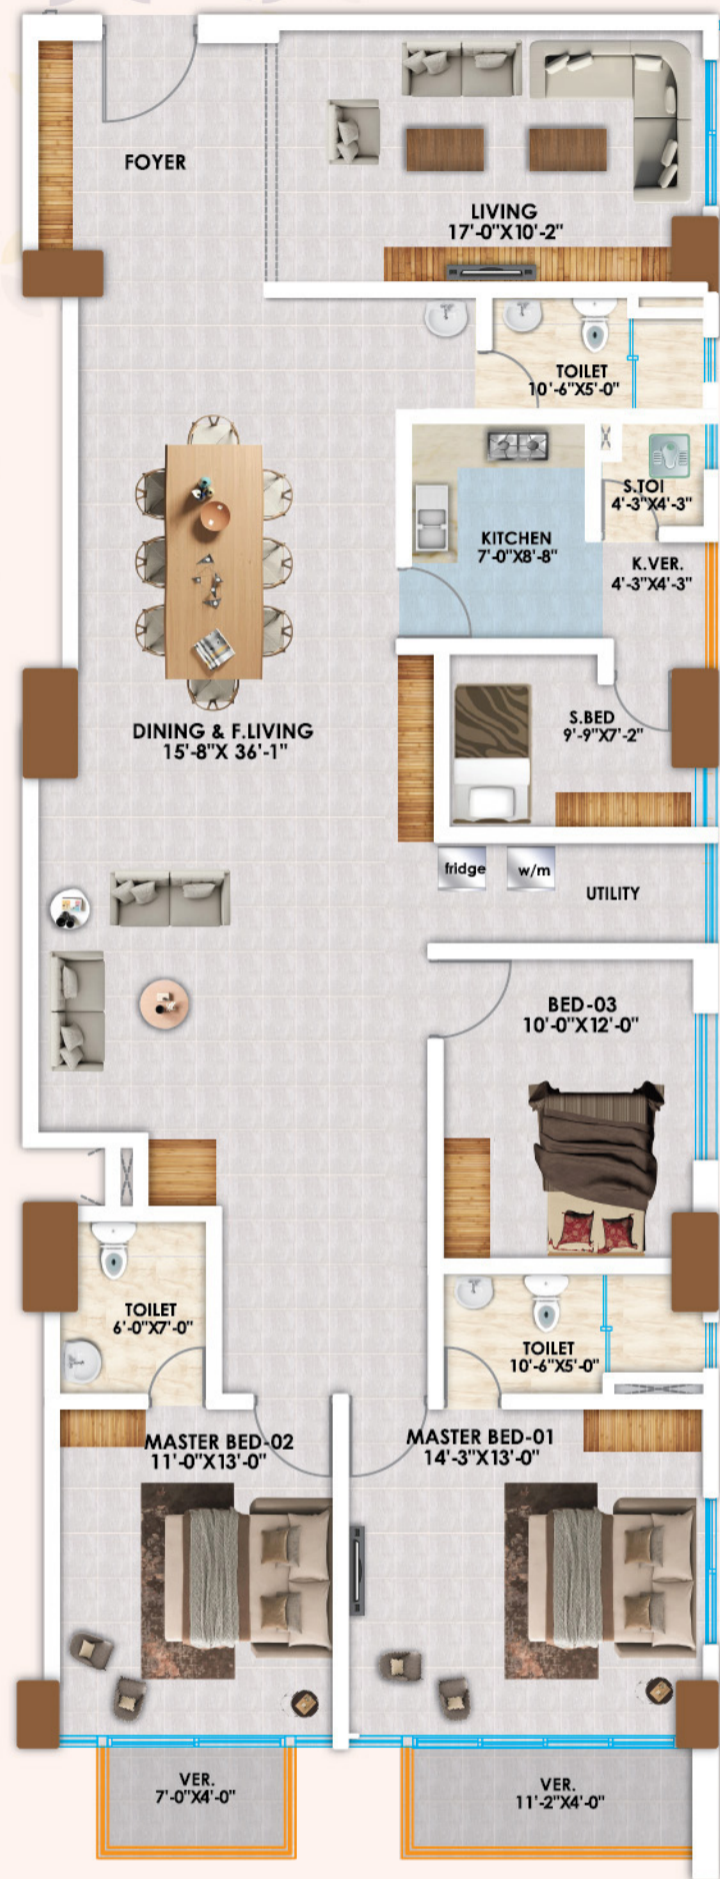 FOYER
LIVING
17'-0"X10'-2"
TOILET
10'-6"X5'-0"
S.TOI
4'-3"X4'-3"
KITCHEN
7'-0"X8'-8"
K.VER.
4'-3"X4'-3"
S.BED
9'-9"X7'-2"
DINING & F.LIVING
15'-8"X 36'-1"
fridge
w/m
UTILITY
BED-03
10'-0"X12'-0"
TOILET
6'-0"X7'-0"
TOILET
10'-6"X5'-0"
MASTER BED-02
11'-0"X13'-0"
MASTER BED-01
14'-3"X13'-0"
VER.
7'-0"X4'-0"
VER.
11'-2"X4'-0"